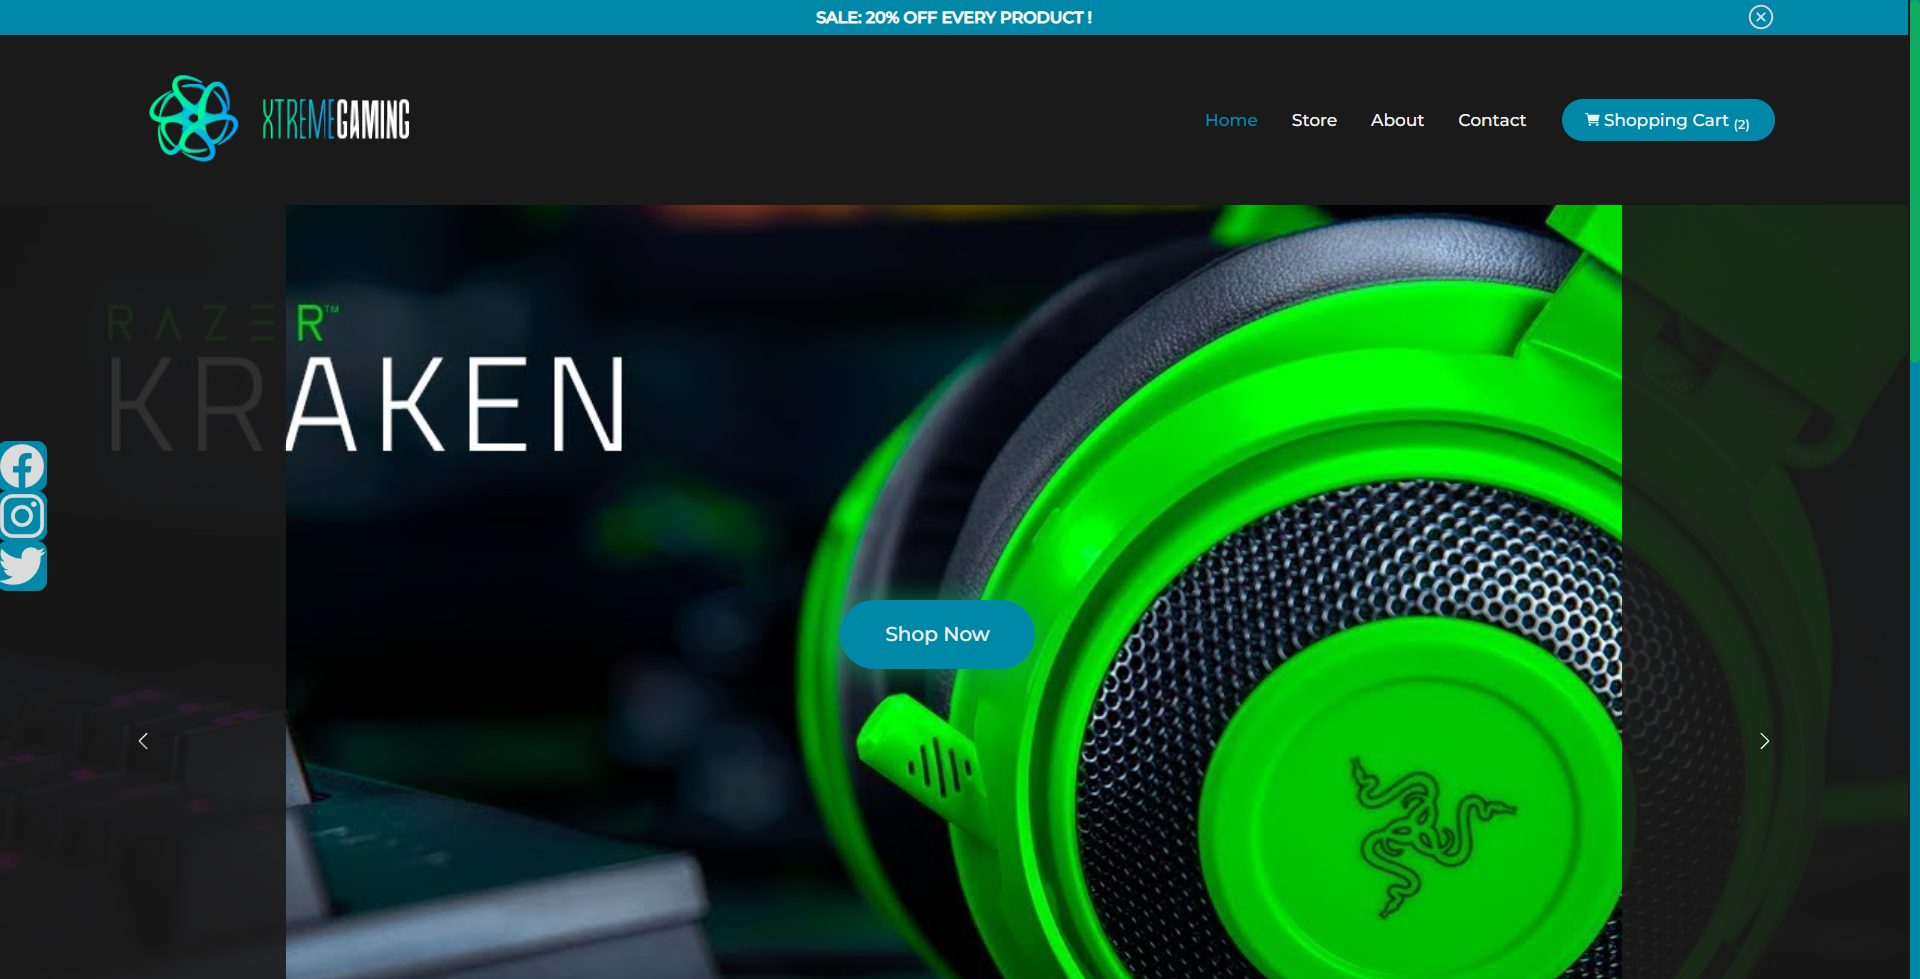 SALE: 20% OFF EVERY PRODUCT !
XTREMEGAMING
Home
Store
About
Contact
Shopping Cart (2)
RAZER™
KRAKEN
Shop Now